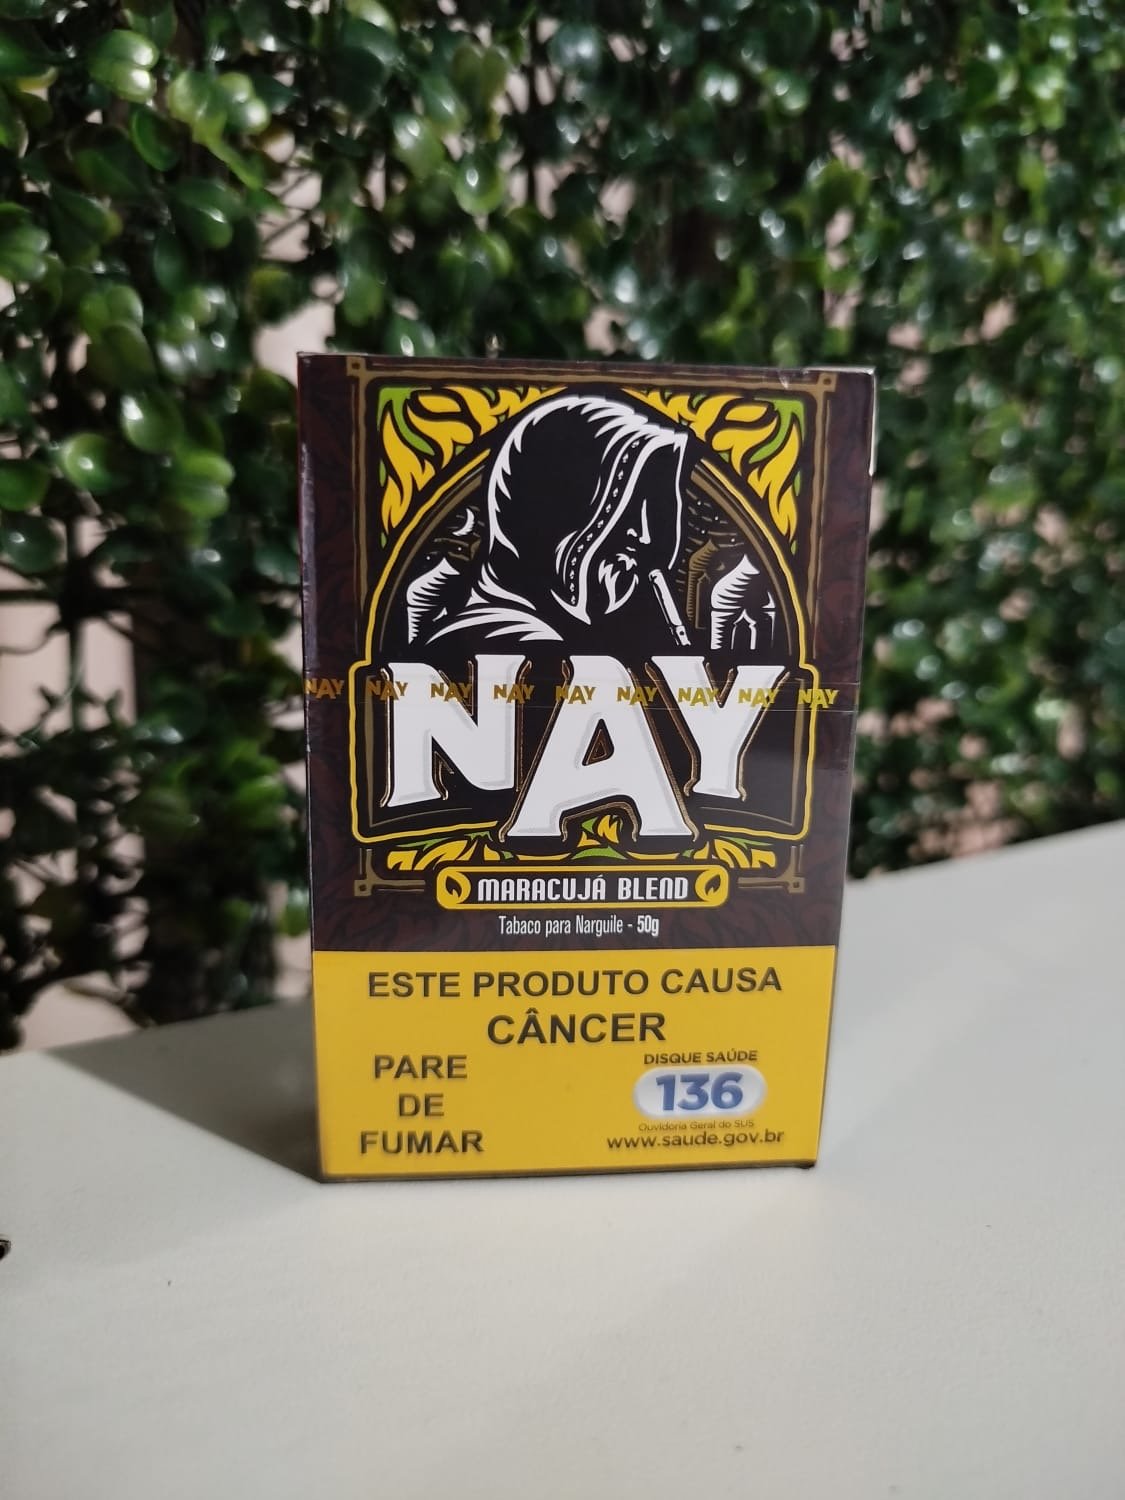 NAY NAY NAY NAY NAY NAY NAY NAY NAY
NAY
MARACUJÁ BLEND
Tabaco para Narguile - 50g
ESTE PRODUTO CAUSA
CÂNCER
PARE
DE
FUMAR
DISQUE SAÚDE
136
Ouvidoria Geral do SUS
www.saude.gov.br